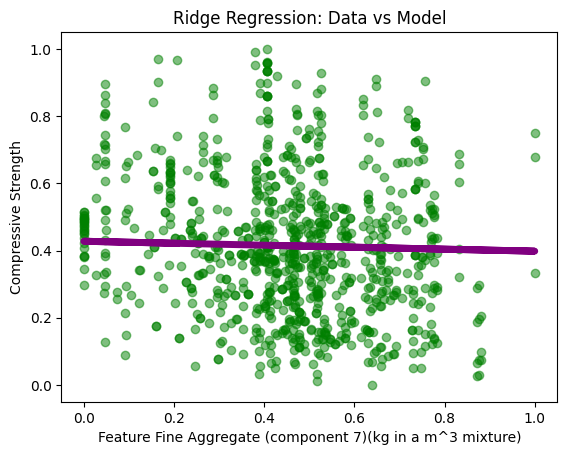 Ridge Regression: Data vs Model
Compressive Strength
1.0
0.8
0.6
0.4
0.2
0.0
0.0 0.2 0.4 0.6 0.8 1.0
Feature Fine Aggregate (component 7)(kg in a m^3 mixture)